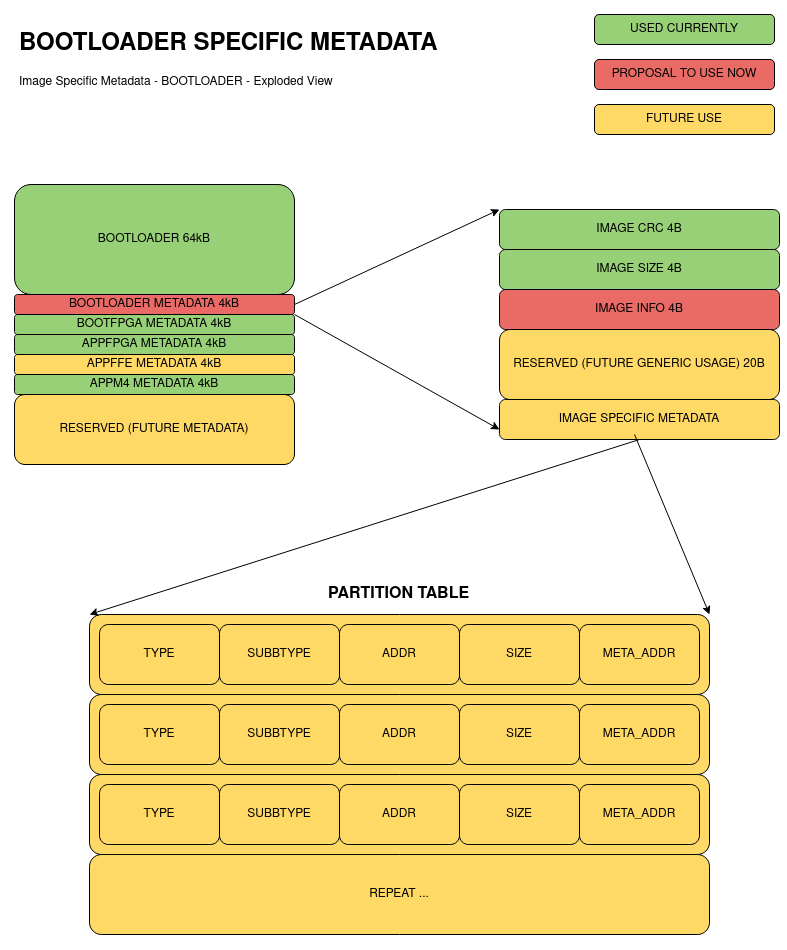 BOOTLOADER SPECIFIC METADATA
Image Specific Metadata - BOOTLOADER - Exploded View
USED CURRENTLY
PROPOSAL TO USE NOW
FUTURE USE
BOOTLOADER 64kB
BOOTLOADER METADATA 4kB
BOOTFPGA METADATA 4kB
APPFPGA METADATA 4kB
APPFFE METADATA 4kB
APPM4 METADATA 4kB
RESERVED (FUTURE METADATA)
IMAGE CRC 4B
IMAGE SIZE 4B
IMAGE INFO 4B
RESERVED (FUTURE GENERIC USAGE) 20B
IMAGE SPECIFIC METADATA
PARTITION TABLE
TYPE SUBBTYPE ADDR SIZE META_ADDR
TYPE SUBBTYPE ADDR SIZE META_ADDR
TYPE SUBBTYPE ADDR SIZE META_ADDR
REPEAT ...